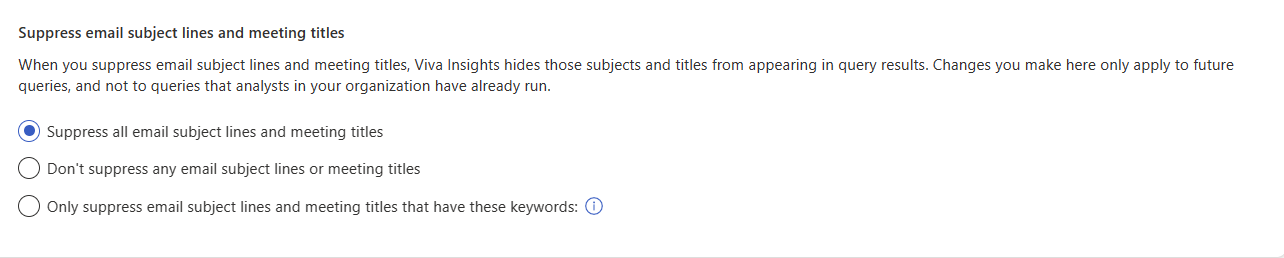 Suppress email subject lines and meeting titles
When you suppress email subject lines and meeting titles, Viva Insights hides those subjects and titles from appearing in query results. Changes you make here only apply to future
queries, and not to queries that analysts in your organization have already run.
Suppress all email subject lines and meeting titles
Don't suppress any email subject lines or meeting titles
Only suppress email subject lines and meeting titles that have these keywords: